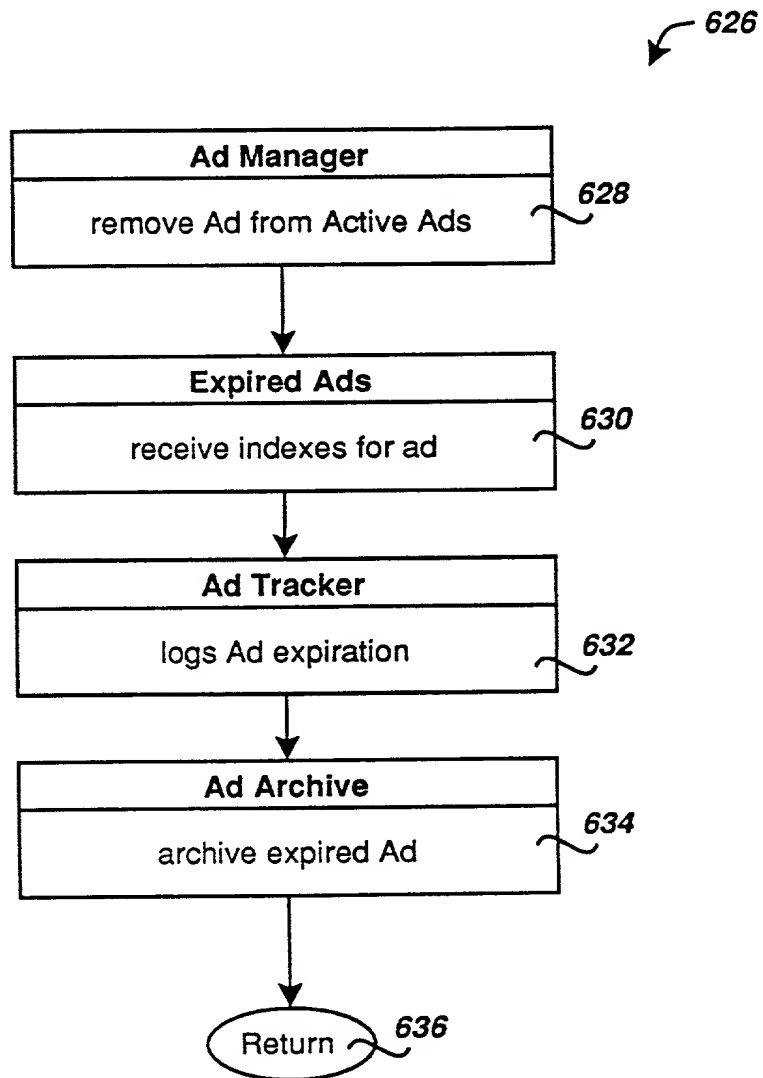 626
Ad Manager
remove Ad from Active Ads
628
Expired Ads
receive indexes for ad
630
Ad Tracker
logs Ad expiration
632
Ad Archive
archive expired Ad
634
Return
636